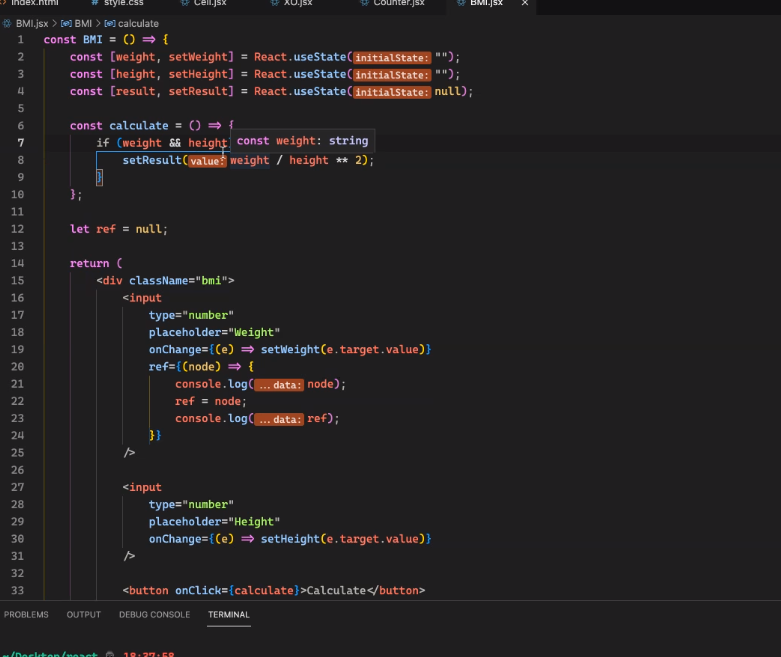 index.html # style.css Cell.jsx XO.jsx Counter.jsx BMI.jsx ×
BMI.jsx > BMI > calculate
1 const BMI = () => {
2 const [weight, setWeight] = React.useState(initialState: "");
3 const [height, setHeight] = React.useState(initialState: "");
4 const [result, setResult] = React.useState(initialState: null);
5
6 const calculate = () => {
7 if (weight && height const weight: string
8 setResult(value: weight / height ** 2);
9 }
10 };
11
12 let ref = null;
13
14 return (
15 <div className="bmi">
16 <input
17 type="number"
18 placeholder="Weight"
19 onChange={(e) => setWeight(e.target.value)}
20 ref={(node) => {
21 console.log(...data: node);
22 ref = node;
23 console.log(...data: ref);
24 }}
25 />
26
27 <input
28 type="number"
29 placeholder="Height"
30 onChange={(e) => setHeight(e.target.value)}
31 />
32
33 <button onClick={calculate}>Calculate</button>
PROBLEMS OUTPUT DEBUG CONSOLE TERMINAL
~/Desktop/react 18:37:58